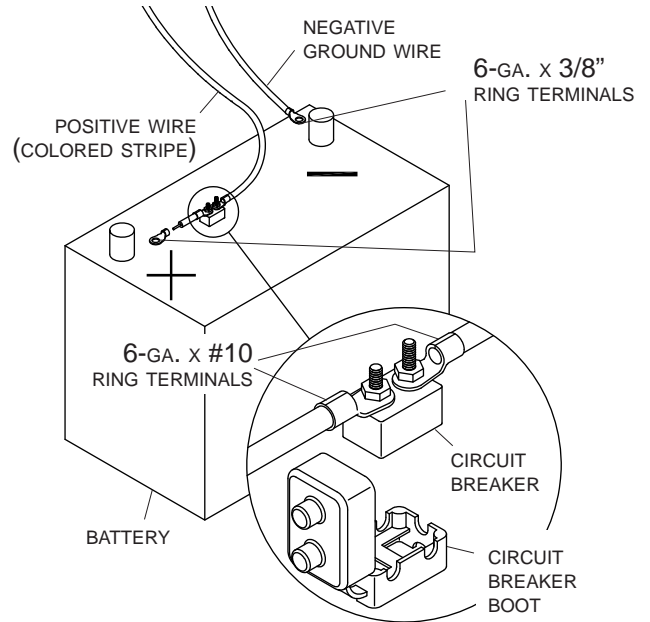 NEGATIVE
GROUND WIRE
6-GA. X 3/8"
RING TERMINALS
POSITIVE WIRE
(COLORED STRIPE)
6-GA. X #10
RING TERMINALS
CIRCUIT
BREAKER
BATTERY
CIRCUIT
BREAKER
BOOT